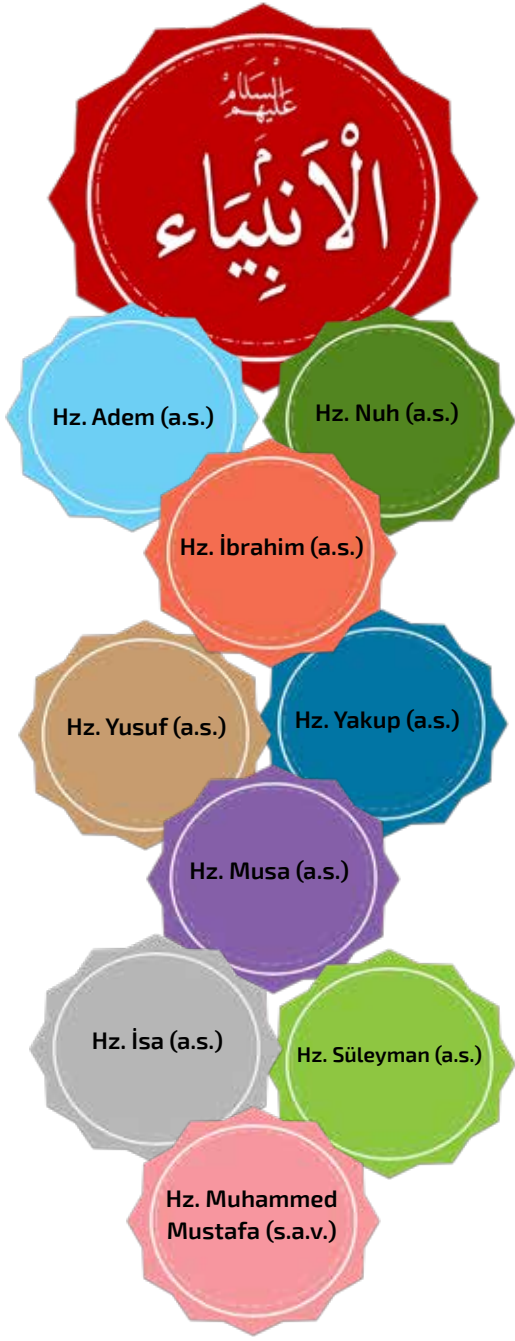 عَلَيْهِمُ السَّلَامْ
الْاَنْبِيَاء
Hz. Adem (a.s.)
Hz. Nuh (a.s.)
Hz. İbrahim (a.s.)
Hz. Yusuf (a.s.)
Hz. Yakup (a.s.)
Hz. Musa (a.s.)
Hz. İsa (a.s.)
Hz. Süleyman (a.s.)
Hz. Muhammed
Mustafa (s.a.v.)